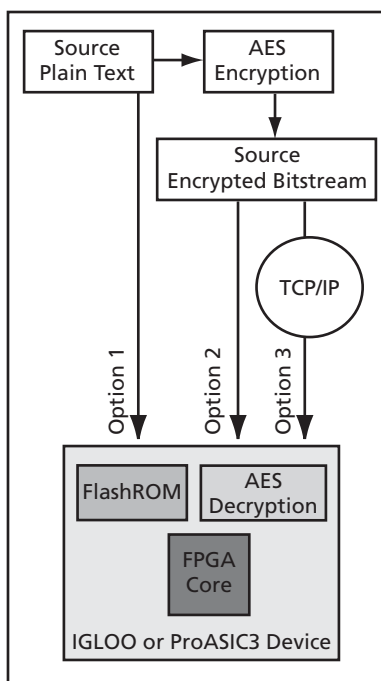 Source
Plain Text
AES
Encryption
Source
Encrypted Bitstream
TCP/IP
Option 1
Option 2
Option 3
FlashROM
AES
Decryption
FPGA
Core
IGLOO or ProASIC3 Device